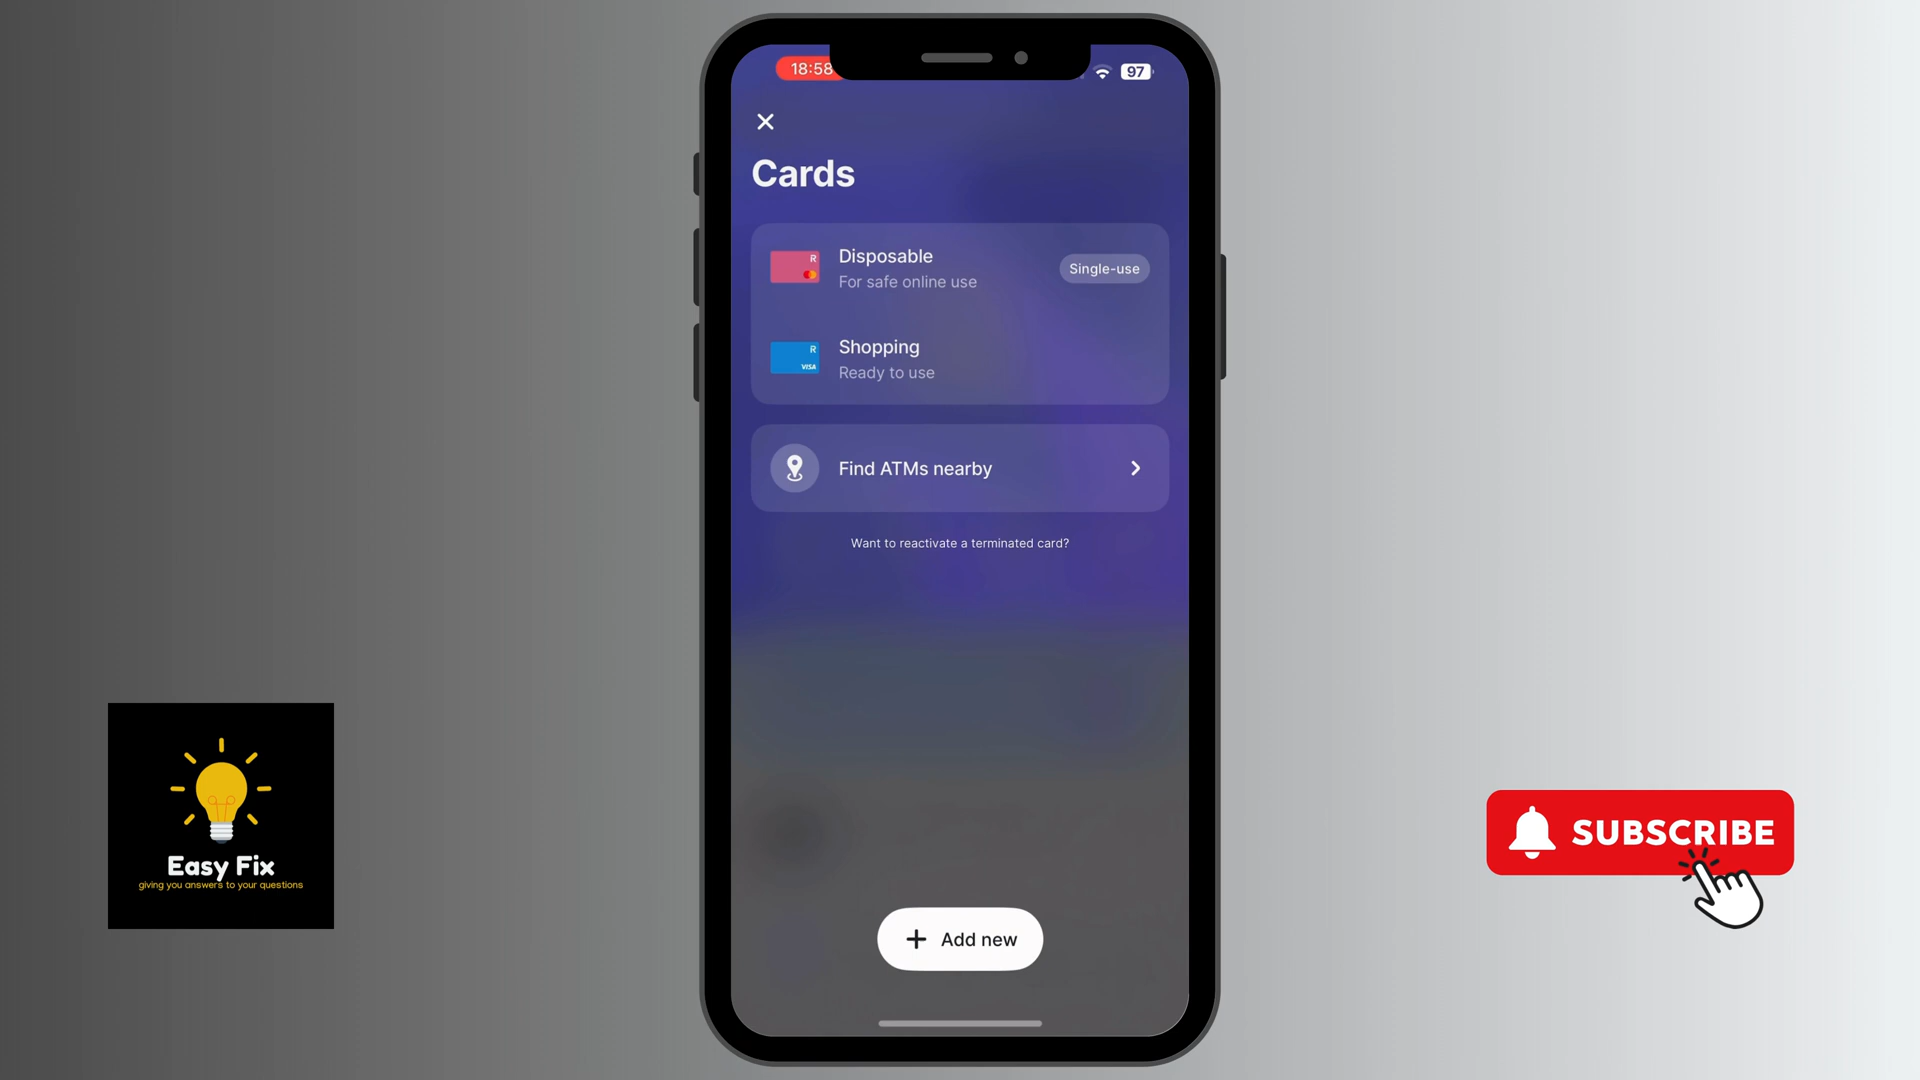 18:58
97
Cards
R
Disposable
For safe online use
Single-use
R
VISA
Shopping
Ready to use
Find ATMs nearby
Want to reactivate a terminated card?
Add new
Easy Fix
giving you answers to your questions
SUBSCRIBE